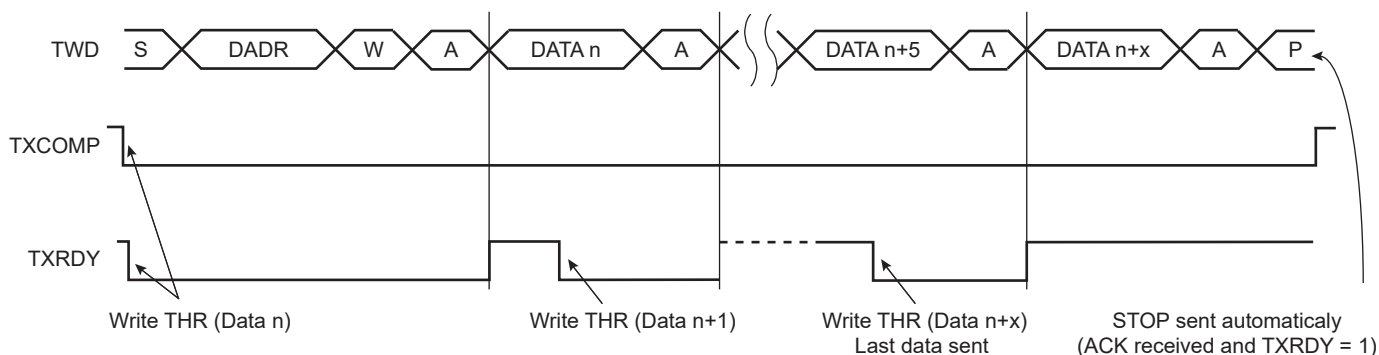 TWD S DADR W A DATA n A DATA n+5 A DATA n+x A P
TXCOMP
TXRDY
Write THR (Data n)
Write THR (Data n+1)
Write THR (Data n+x)
Last data sent
STOP sent automaticaly
(ACK received and TXRDY = 1)